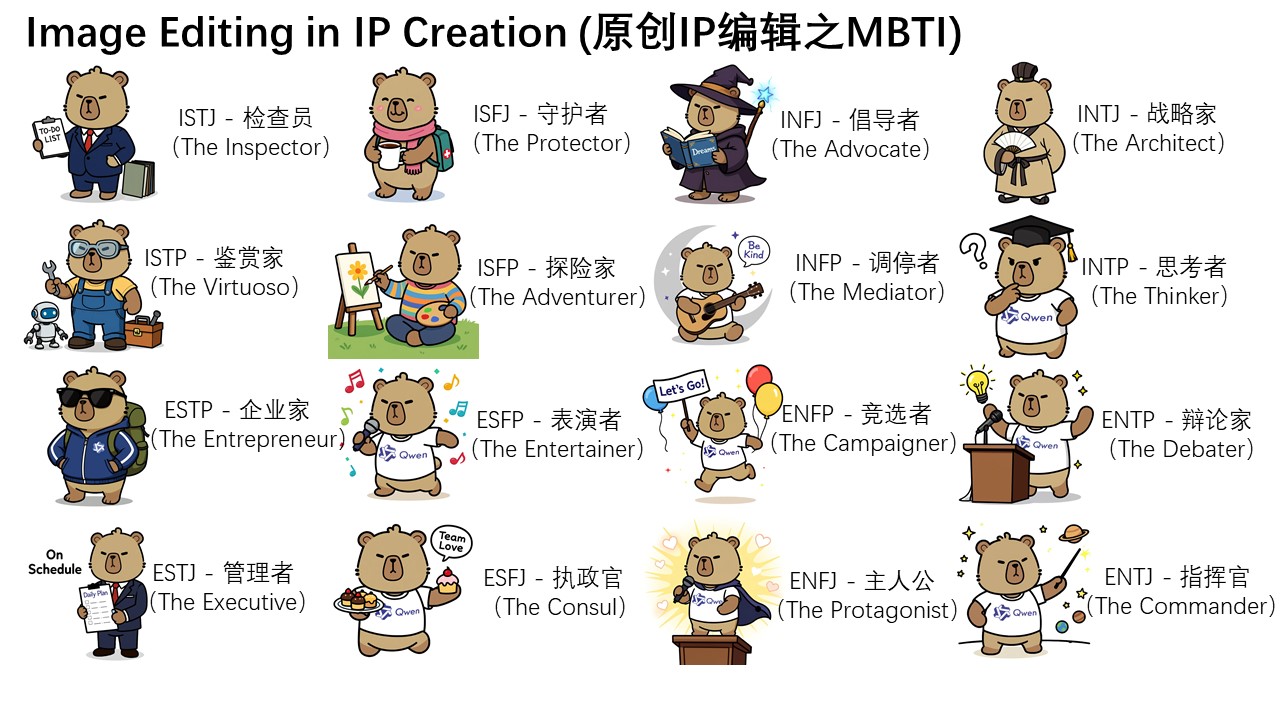 Image Editing in IP Creation (原创IP编辑之MBTI)
TO-DO
LIST
ISTJ - 检查员
(The Inspector)
ISFJ - 守护者
(The Protector)
Dreams
INFJ - 倡导者
(The Advocate)
INTJ - 战略家
(The Architect)
ISTP - 鉴赏家
(The Virtuoso)
ISFP - 探险家
(The Adventurer)
Be
Kind
INFP - 调停者
(The Mediator)
?
Qwen
INTP - 思考者
(The Thinker)
ESTP - 企业家
(The Entrepreneur)
Qwen
ESFP - 表演者
(The Entertainer)
Let's Go!
Qwen
ENFP - 竞选者
(The Campaigner)
Qwen
ENTP - 辩论家
(The Debater)
On
Schedule
Daily Plan
ESTJ - 管理者
(The Executive)
Team
Love
Qwen
ESFJ - 执政官
(The Consul)
Qwen
ENFJ - 主人公
(The Protagonist)
Qwen
ENTJ - 指挥官
(The Commander)